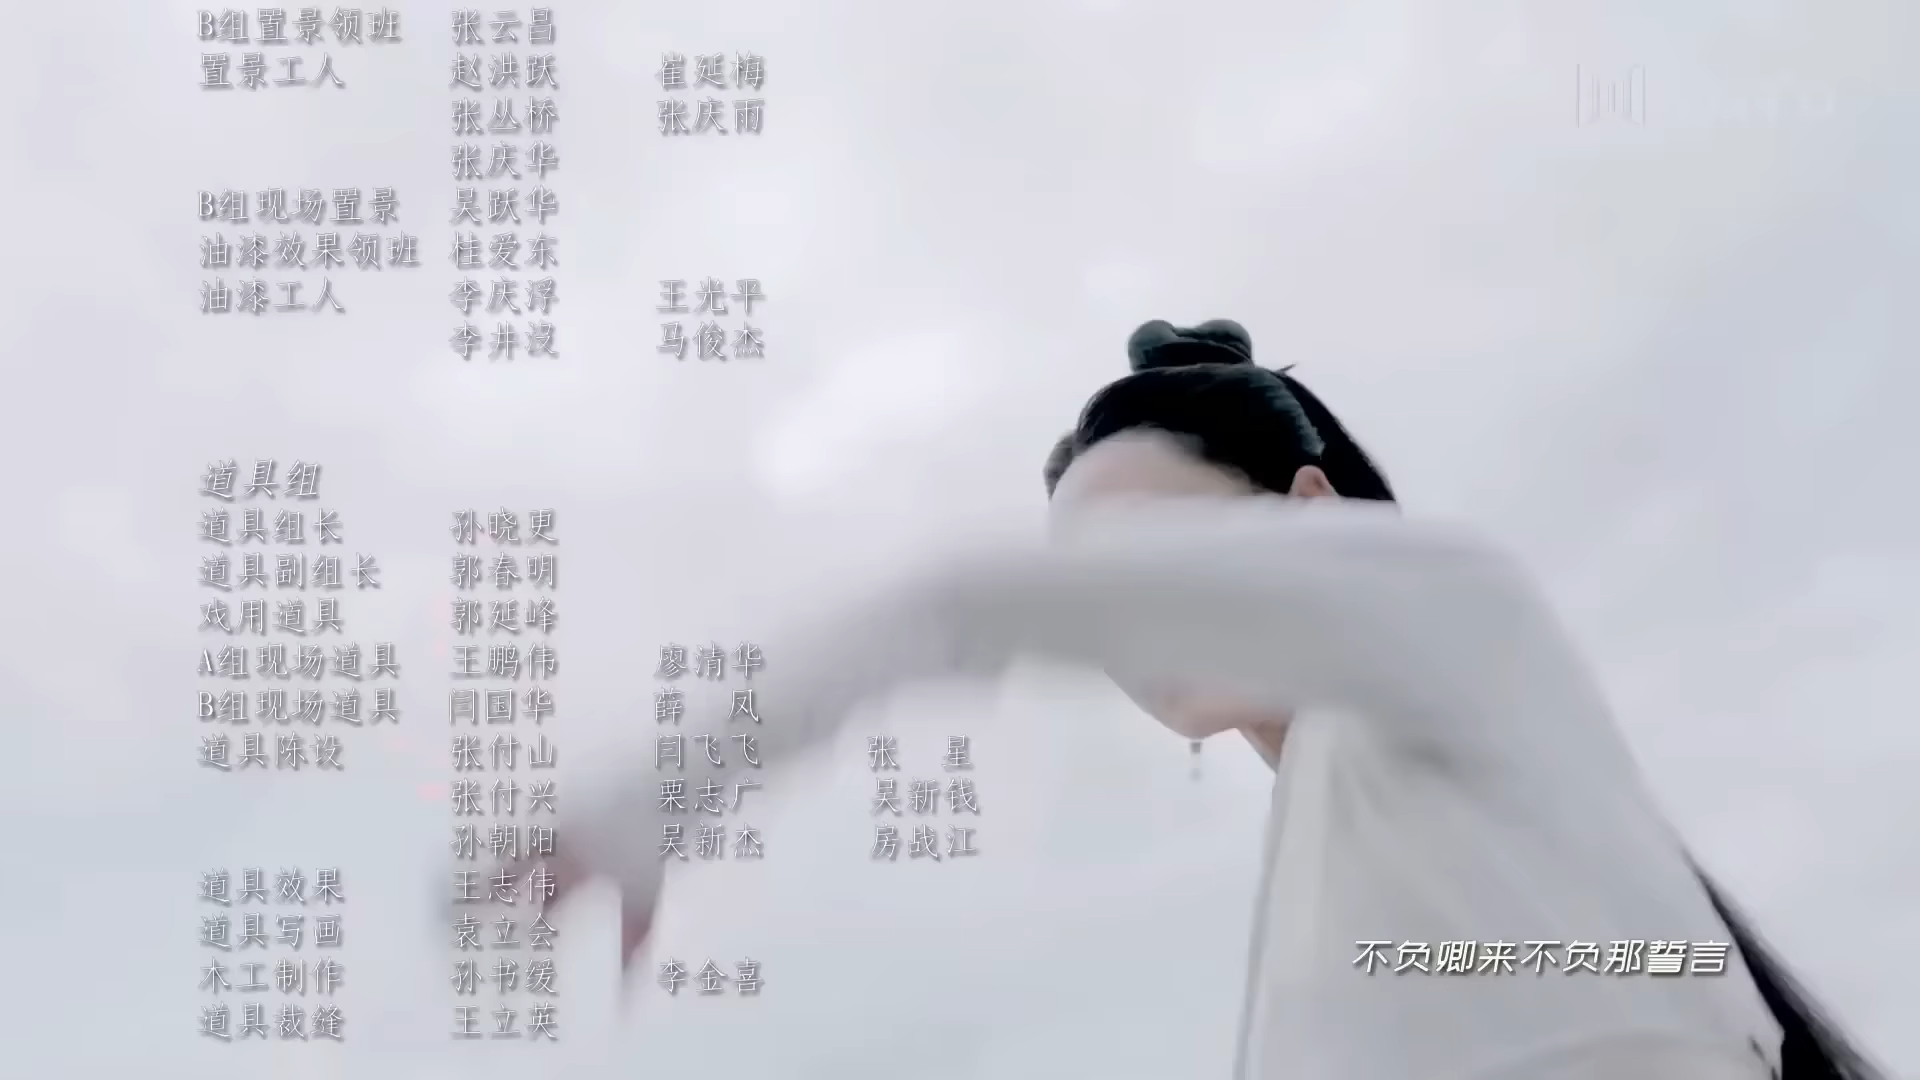 B组置景领班 张云昌
置景工人 赵洪跃 崔延梅
张丛桥 张庆雨
张庆华
B组现场置景 吴跃华
油漆效果领班 桂爱东
油漆工人 李庆浮 王光平
李井没 马俊杰
道具组
道具组长 孙晓更
道具副组长 郭春明
戏用道具 郭延峰
A组现场道具 王鹏伟 廖清华
B组现场道具 闫国华 薛 凤
道具陈设 张付山 闫飞飞 张 星
张付兴 栗志广 吴新钱
孙朝阳 吴新杰 房战江
道具效果 王志伟
道具写画 袁立会
木工制作 孙书缓 李金喜
道具裁缝 王立英
不负卿来不负那誓言